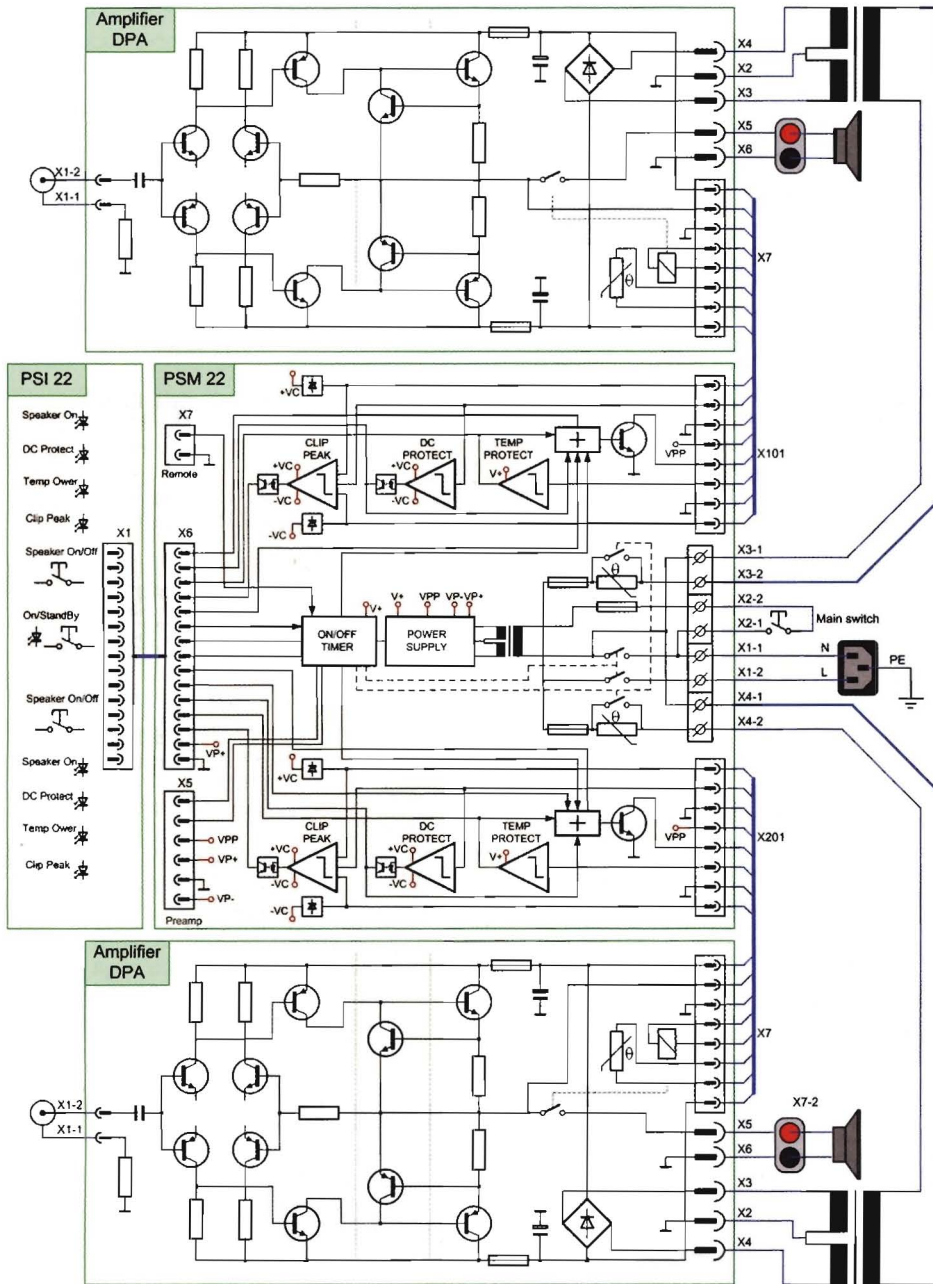 Amplifier
DPA
X4
X2
X3
X5
X6
X1-2
X1-1
X7
θ
PSI 22
Speaker On
DC Protect
Temp Ower
Clip Peak
Speaker On/Off
On/StandBy
Speaker On/Off
Speaker On
DC Protect
Temp Ower
Clip Peak
X1
PSM 22
X7
Remote
X6
VP+
X5
VPP
VP+
VP-
Preamp
+VC
CLIP
PEAK
+VC
-VC
-VC
DC
PROTECT
+VC
-VC
TEMP
PROTECT
V+
+
VPP
X101
ON/OFF
TIMER
V+
POWER
SUPPLY
V+
VPP
VP-
VP+
θ
θ
X3-1
X3-2
X2-2
X2-1
Main switch
X1-1
N
X1-2
L
PE
X4-1
X4-2
+VC
CLIP
PEAK
+VC
-VC
-VC
DC
PROTECT
+VC
-VC
TEMP
PROTECT
V+
+
VPP
X201
Amplifier
DPA
X1-2
X1-1
θ
X7
X7-2
X5
X6
X3
X2
X4